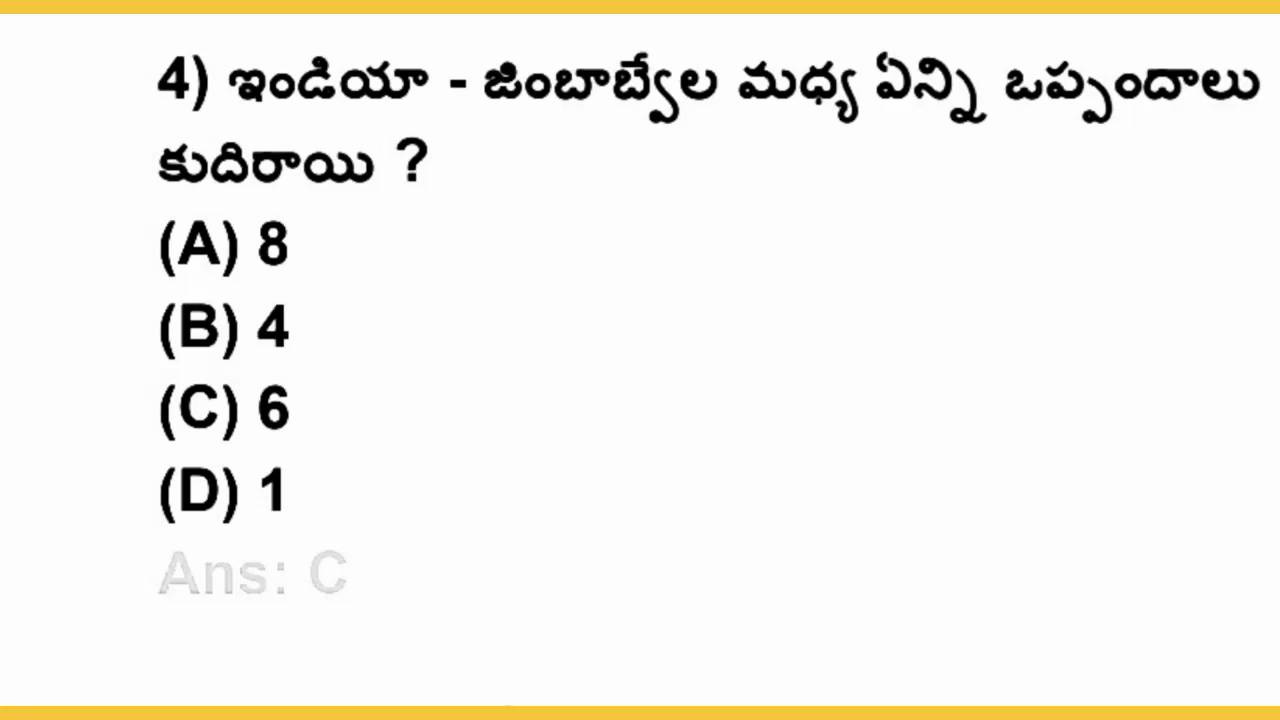 4) ఇండియా - జింబాబ్వేల మధ్య ఏన్ని ఒప్పందాలు
కుదిరాయి ?
(A) 8
(B) 4
(C) 6
(D) 1
Ans: C